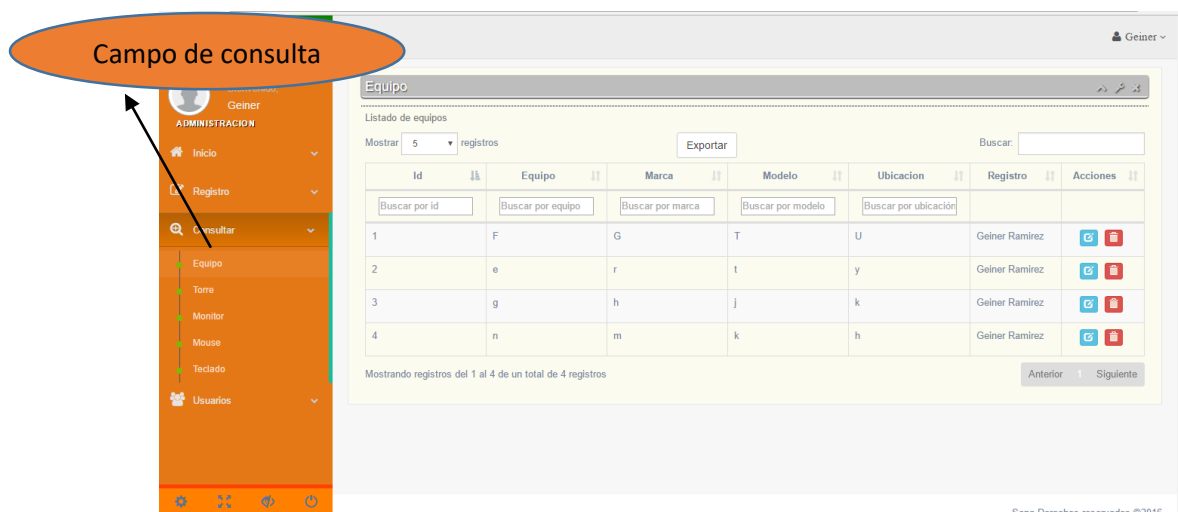 Campo de consulta
Geiner
Geiner
ADMINISTRACION
Inicio
Registro
Consultar
Equipo
Torre
Monitor
Mouse
Teclado
Usuarios
Equipo
Listado de equipos
Mostrar 5 registros Exportar Buscar:
Id Equipo Marca Modelo Ubicacion Registro Acciones
Buscar por id Buscar por equipo Buscar por marca Buscar por modelo Buscar por ubicación
1 F G T U Geiner Ramirez
2 e r t y Geiner Ramirez
3 g h j k Geiner Ramirez
4 n m k h Geiner Ramirez
Mostrando registros del 1 al 4 de un total de 4 registros Anterior 1 Siguiente